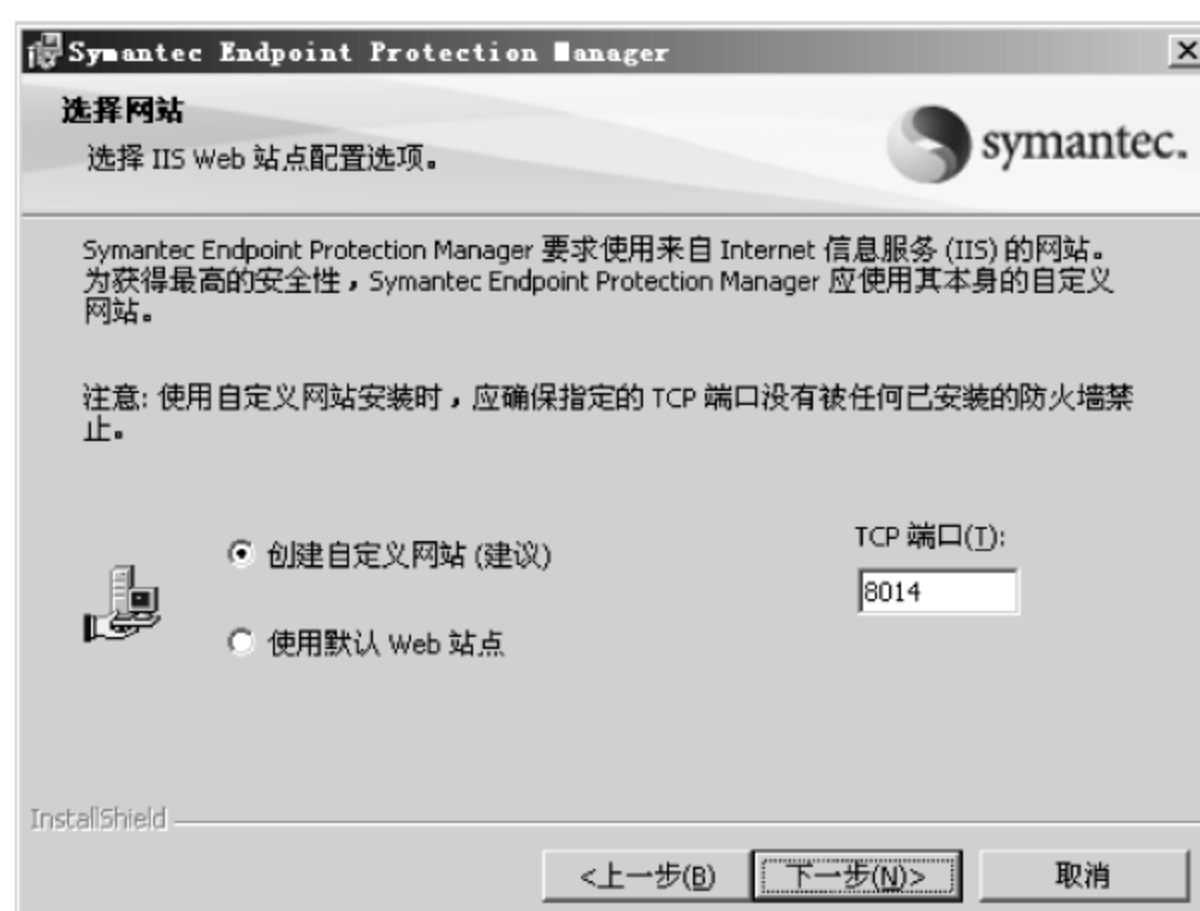 Symantec Endpoint Protection Manager
选择网站
选择 IIS Web 站点配置选项。
symantec.
Symantec Endpoint Protection Manager 要求使用来自 Internet 信息服务 (IIS) 的网站。
为获得最高的安全性，Symantec Endpoint Protection Manager 应使用其本身的自定义
网站。
注意: 使用自定义网站安装时，应确保指定的 TCP 端口没有被任何已安装的防火墙禁
止。
创建自定义网站 (建议)
TCP 端口(T):
8014
使用默认 Web 站点
InstallShield
<上一步(B)
下一步(N)>
取消